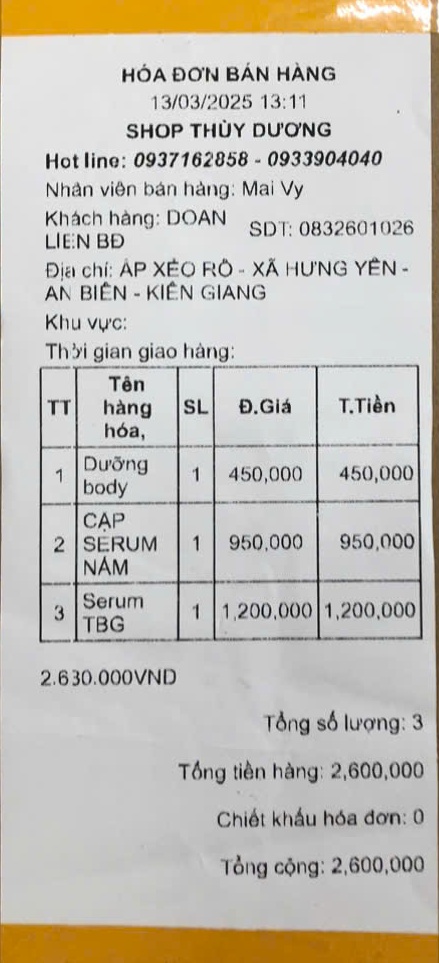 HÓA ĐƠN BÁN HÀNG
13/03/2025 13:11
SHOP THÙY DƯƠNG
Hot line: 0937162858 - 0933904040
Nhân viên bán hàng: Mai Vy
Khách hàng: DOAN LIEN BĐ SDT: 0832601026
Địa chỉ: ẤP XẺO RÔ - XÃ HƯNG YÊN -
AN BIÊN - KIÊN GIANG
Khu vực:
Thời gian giao hàng:
TT Tên hàng hóa, SL Đ.Giá T.Tiền
1 Dưỡng body 1 450,000 450,000
2 CẶP SERUM NÁM 1 950,000 950,000
3 Serum TBG 1 1,200,000 1,200,000
2.630.000VND
Tổng số lượng: 3
Tổng tiền hàng: 2,600,000
Chiết khấu hóa đơn: 0
Tổng cộng: 2,600,000